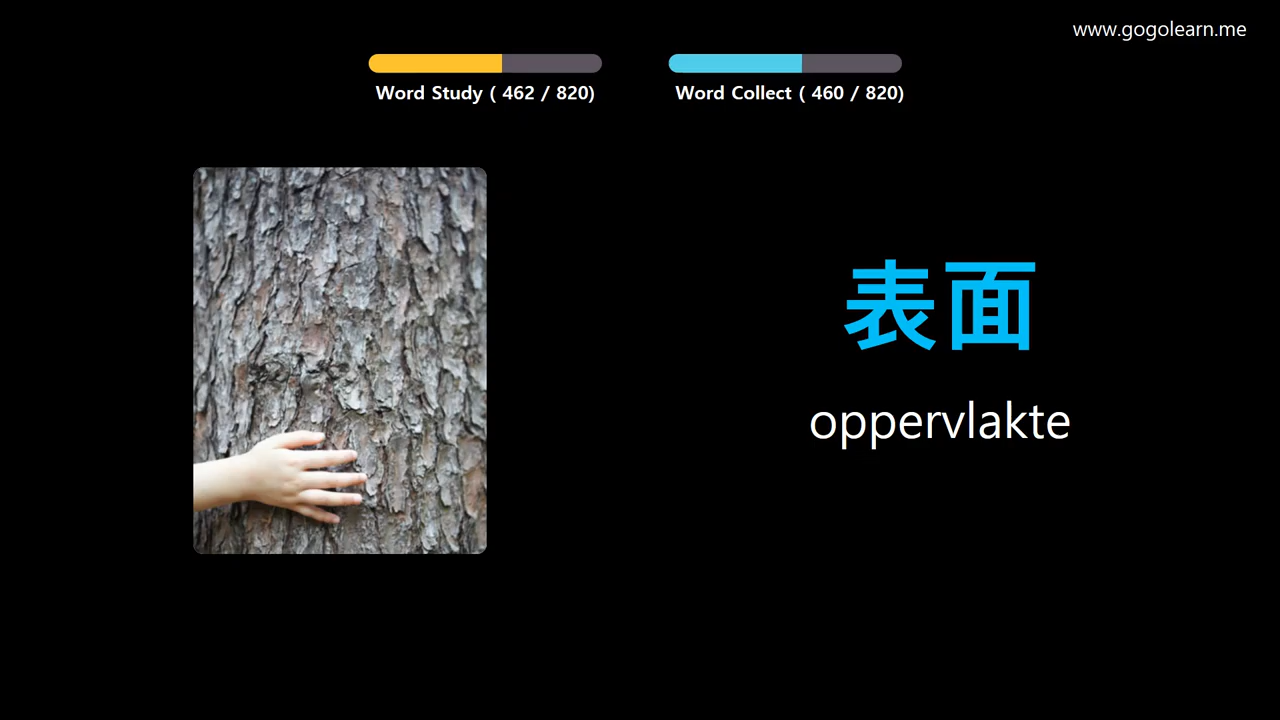 www.gogolearn.me
Word Study ( 462 / 820)
Word Collect ( 460 / 820)
表面
oppervlakte